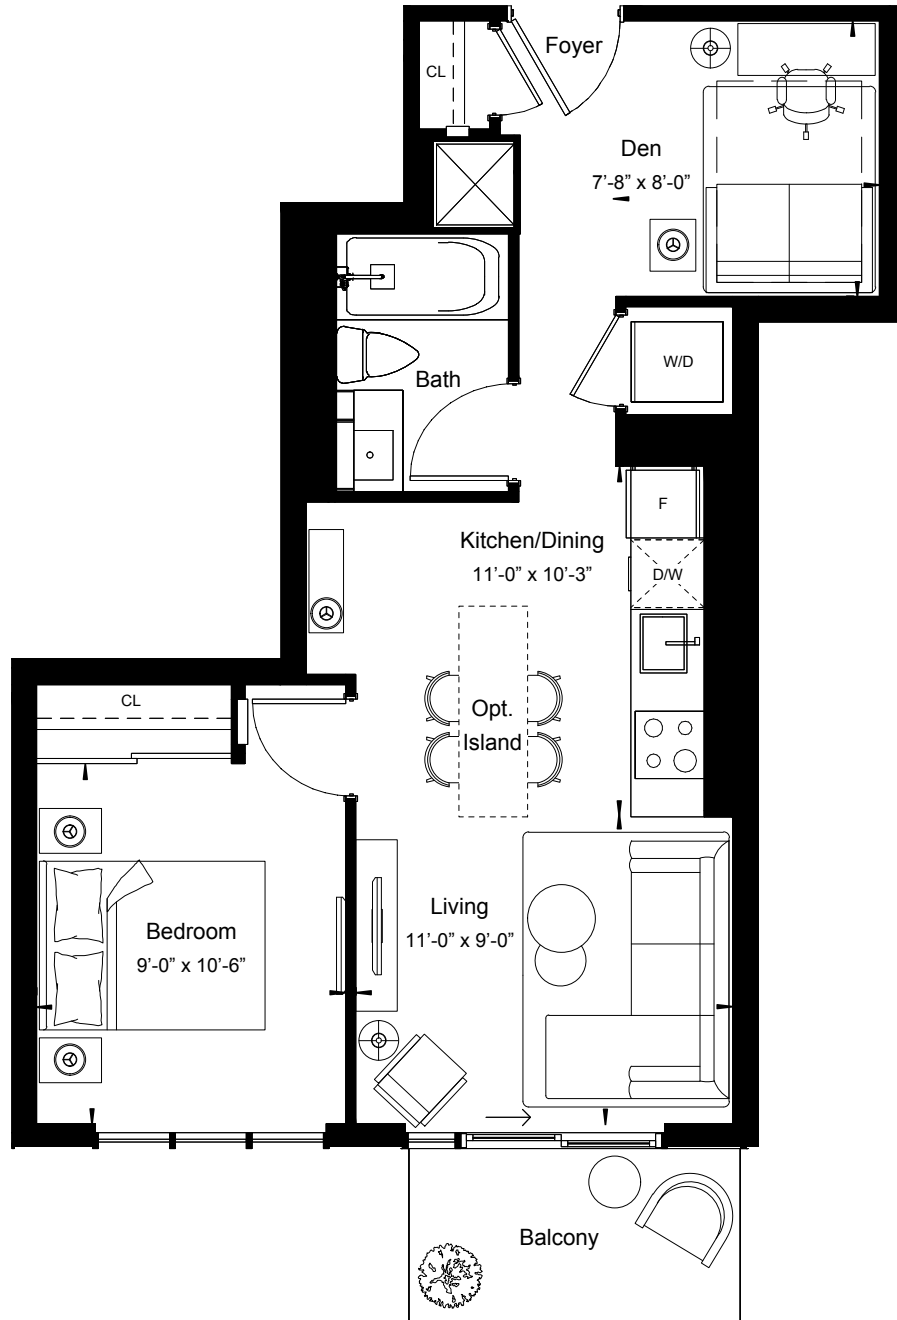 Foyer
CL
Den
7'-8” x 8'-0”
W/D
Bath
F
Kitchen/Dining
11'-0” x 10'-3”
D/W
CL
Opt.
Island
Living
11'-0” x 9'-0”
Bedroom
9'-0” x 10'-6”
Balcony